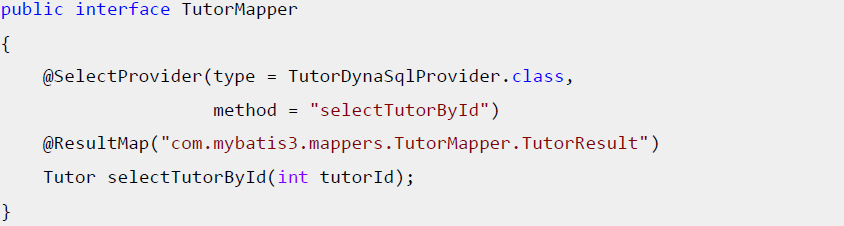 public interface TutorMapper
{
    @SelectProvider(type = TutorDynaSqlProvider.class,
                    method = "selectTutorById")
    @ResultMap("com.mybatis3.mappers.TutorMapper.TutorResult")
    Tutor selectTutorById(int tutorId);
}